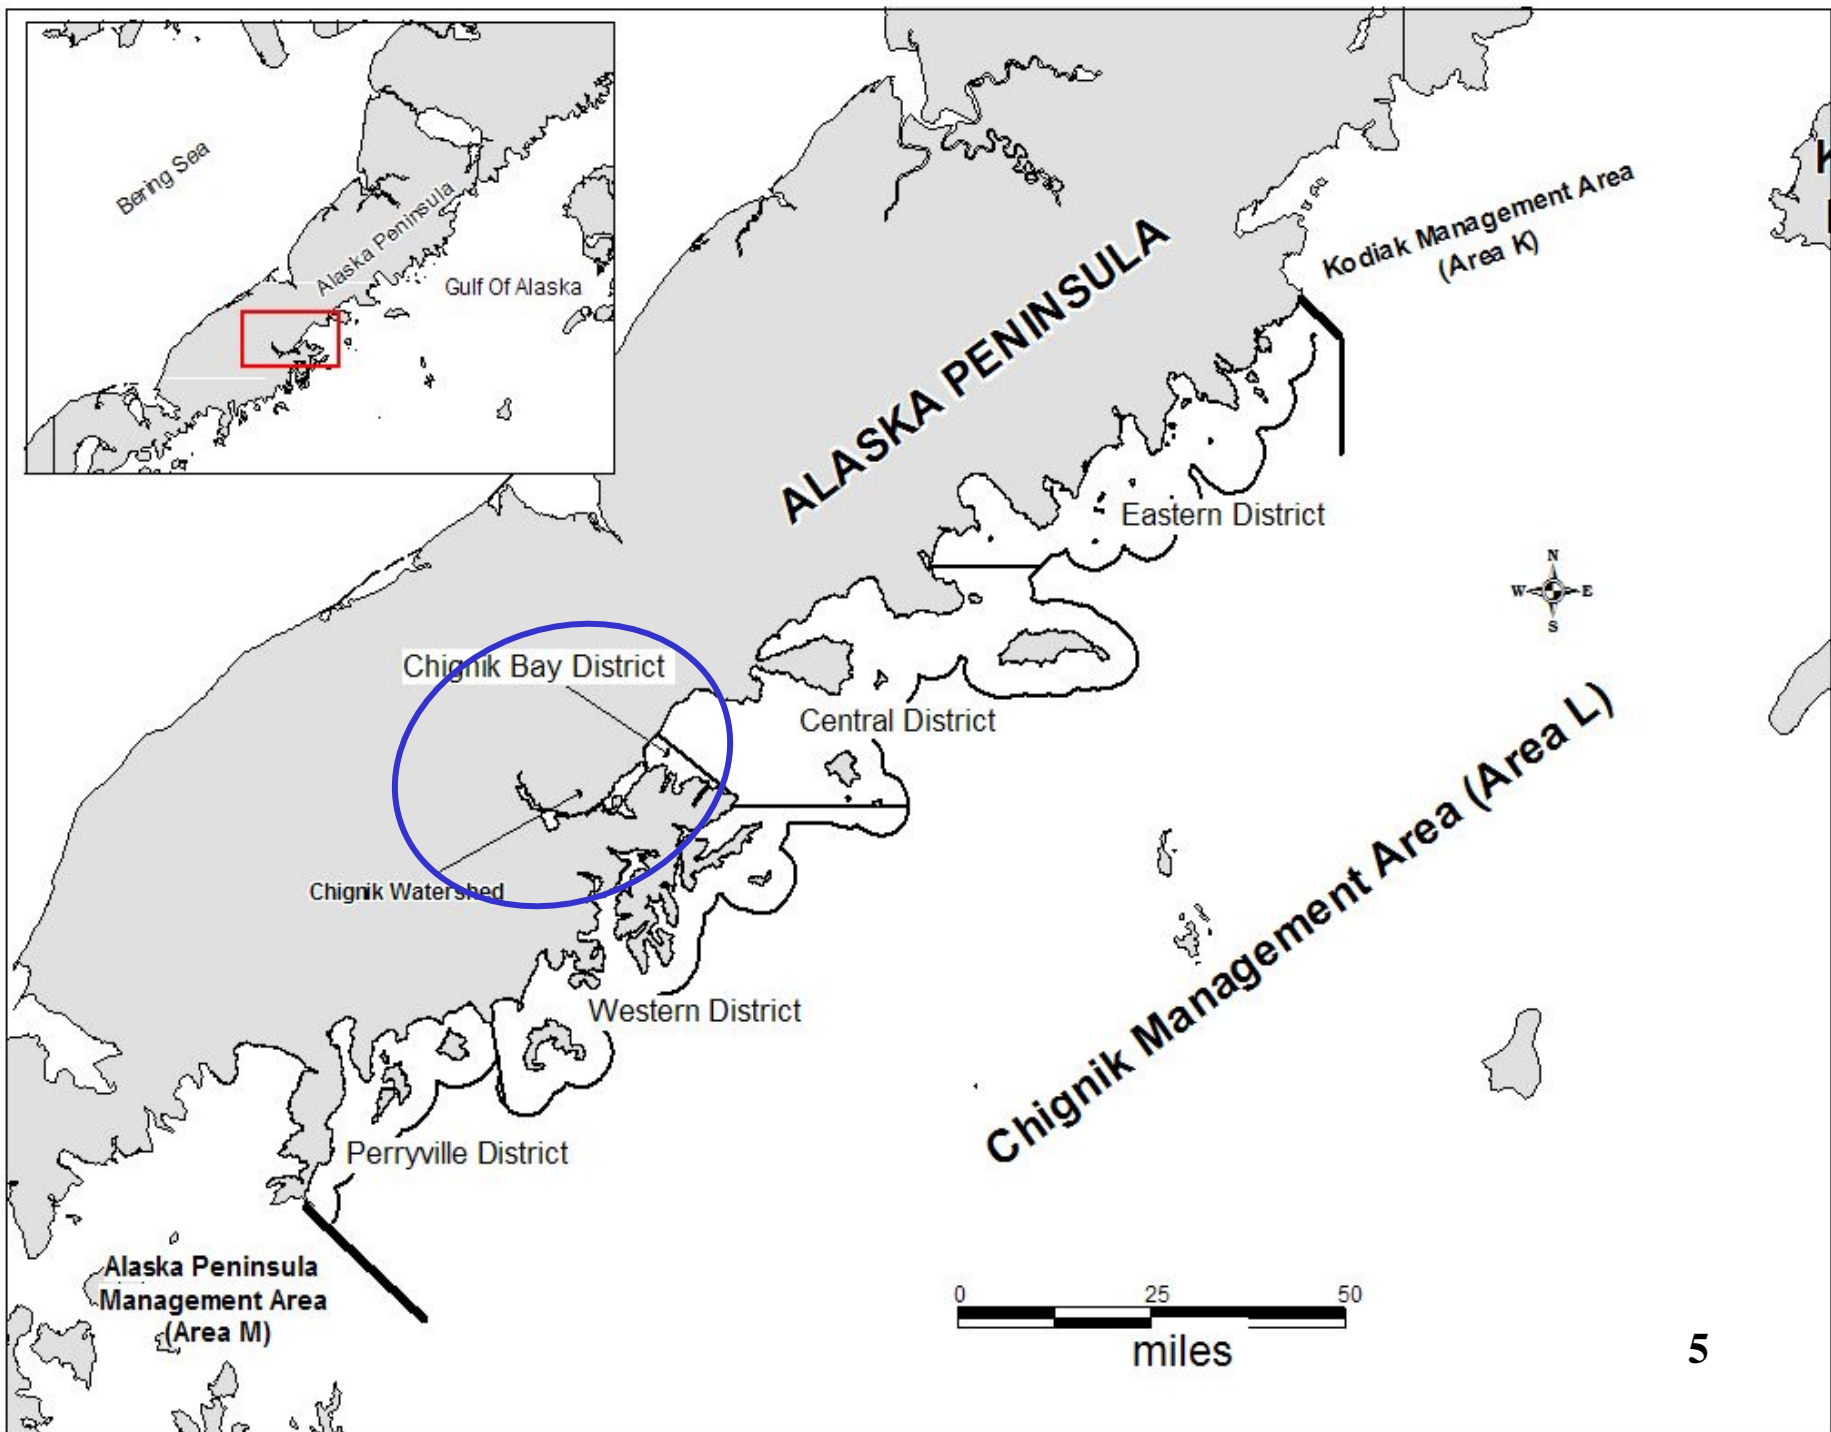 Bering Sea
Alaska Peninsula
Gulf Of Alaska
ALASKA PENINSULA
Kodiak Management Area
(Area K)
K
Eastern District
N
W E
S
Chignik Bay District
Central District
Chignik Management Area (Area L)
Chignik Watershed
Western District
Perryville District
Alaska Peninsula
Management Area
(Area M)
0 25 50
miles
5